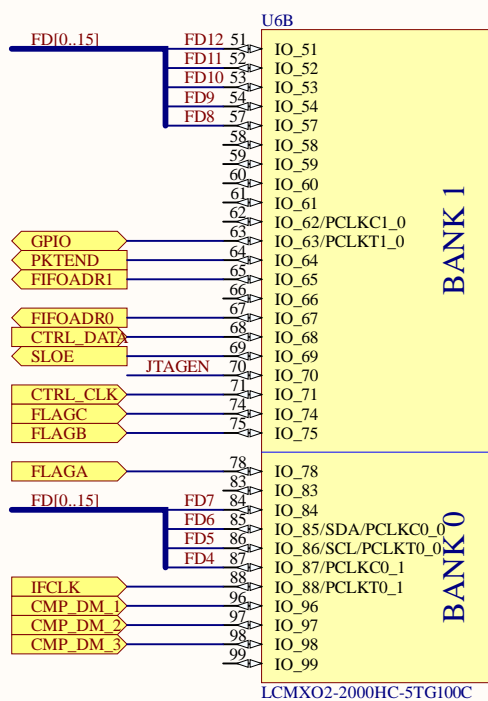 U6B
FD[0..15]
FD12 51 IO_51
FD11 52 IO_52
FD10 53 IO_53
FD9 54 IO_54
FD8 57 IO_57
58 IO_58
59 IO_59
60 IO_60
61 IO_61
62 IO_62/PCLKC1_0
GPIO 63 IO_63/PCLKT1_0
PKTEND 64 IO_64
FIFOADR1 65 IO_65
66 IO_66
FIFOADR0 67 IO_67
CTRL_DATA 68 IO_68
SLOE 69 IO_69
JTAGEN 70 IO_70
CTRL_CLK 71 IO_71
FLAGC 74 IO_74
FLAGB 75 IO_75
BANK 1
FLAGA 78 IO_78
83 IO_83
FD[0..15]
FD7 84 IO_84
FD6 85 IO_85/SDA/PCLKC0_0
FD5 86 IO_86/SCL/PCLKT0_0
FD4 87 IO_87/PCLKC0_1
IFCLK 88 IO_88/PCLKT0_1
CMP_DM_1 96 IO_96
CMP_DM_2 97 IO_97
CMP_DM_3 98 IO_98
99 IO_99
BANK 0
LCMXO2-2000HC-5TG100C